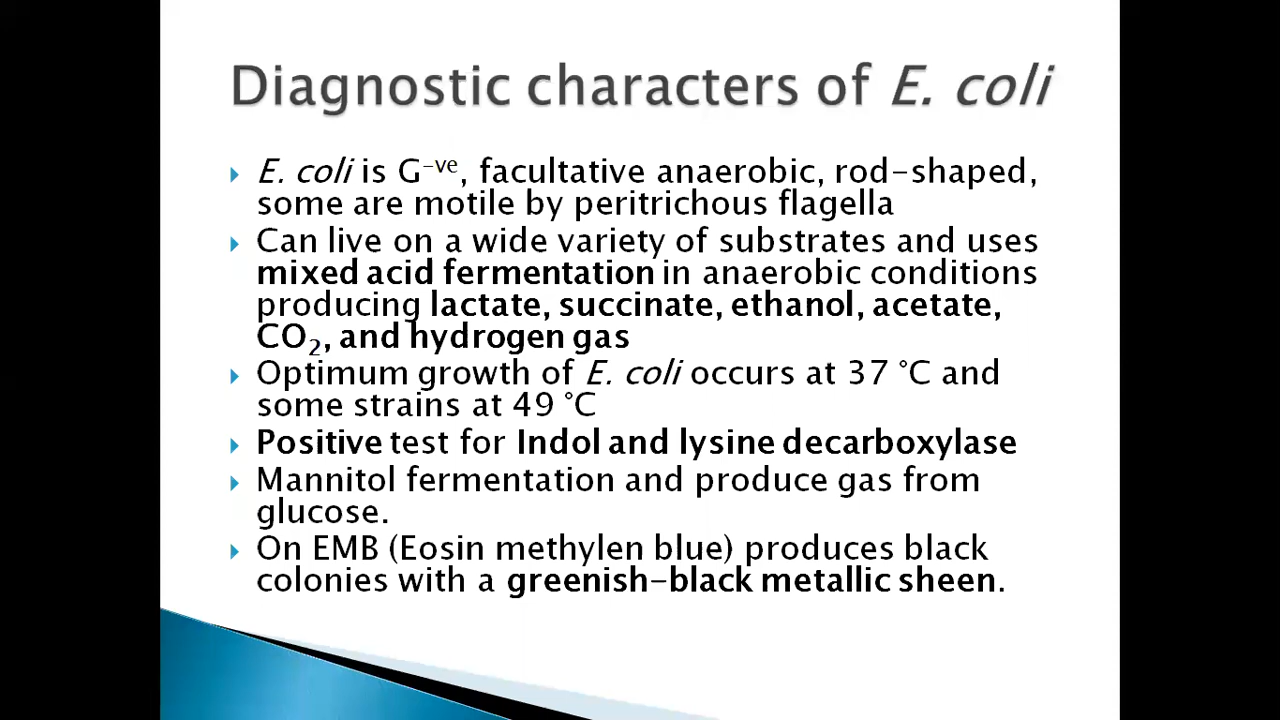 Diagnostic characters of E. coli
E. coli is G-ve, facultative anaerobic, rod-shaped,
some are motile by peritrichous flagella
Can live on a wide variety of substrates and uses
mixed acid fermentation in anaerobic conditions
producing lactate, succinate, ethanol, acetate,
CO2, and hydrogen gas
Optimum growth of E. coli occurs at 37 °C and
some strains at 49 °C
Positive test for Indol and lysine decarboxylase
Mannitol fermentation and produce gas from
glucose.
On EMB (Eosin methylen blue) produces black
colonies with a greenish-black metallic sheen.